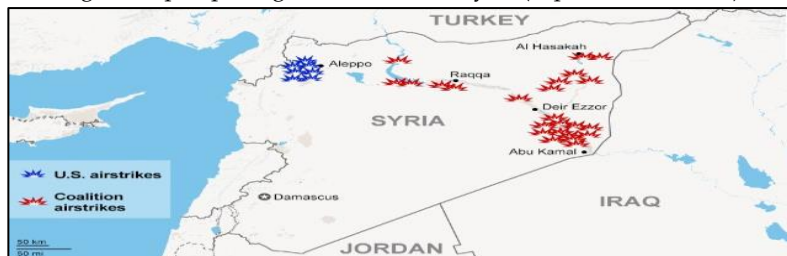 TURKEY
Al Hasakah
Aleppo
Raqqa
Deir Ezzor
SYRIA
Abu Kamal
U.S. airstrikes
Coalition
airstrikes
Damascus
IRAQ
50 km
50 mi
JORDAN